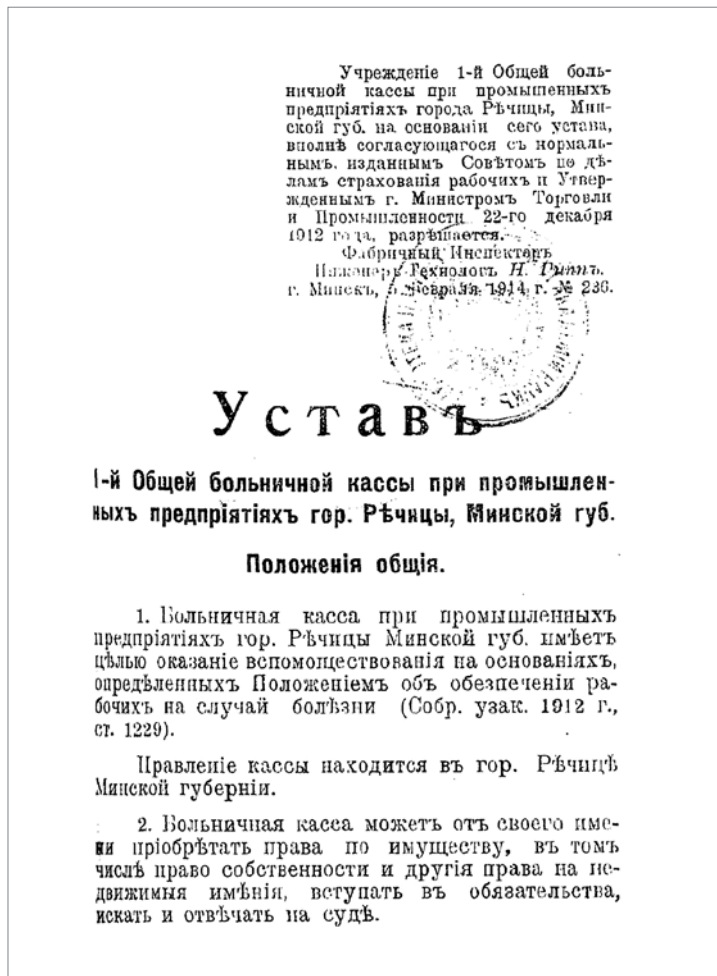 Учрежденіе 1-й Общей боль-
ничной кассы при промышленныхъ
предпріятіяхъ города Рѣчицы, Мин-
ской губ. на основаніи сего устава,
вполнѣ согласующагося съ нормаль-
нымъ. изданнымъ Совѣтомъ по дѣ-
ламъ страхованія рабочихъ и Утвер-
жденнымъ г. Министромъ Торговли
и Промышленности 22-го декабря
1912 года, разрѣшается.
Фабричный Инспекторъ
Инженеръ-Технологъ Н. Гиппъ.
г. Минскъ, 5 февраля 1914 г. № 236.
Уставъ
1-й Общей больничной кассы при промышлен-
ныхъ предпріятіяхъ гор. Рѣчицы, Минской губ.
Положенія общія.
1. Больничная касса при промышленныхъ
предпріятіяхъ гор. Рѣчицы Минской губ. имѣетъ
цѣлью оказаніе вспомоществованія на основаніяхъ,
опредѣленныхъ Положеніемъ объ обезпеченіи ра-
бочихъ на случай болѣзни (Собр. узак. 1912 г.,
ст. 1229).
Правленіе кассы находится въ гор. Рѣчицѣ
Минской губерніи.
2. Больничная касса можетъ отъ своего име-
ни пріобрѣтать права по имуществу, въ томъ
числѣ право собственности и другія права на не-
движимыя имѣнія, вступать въ обязательства,
искать и отвѣчать на судѣ.